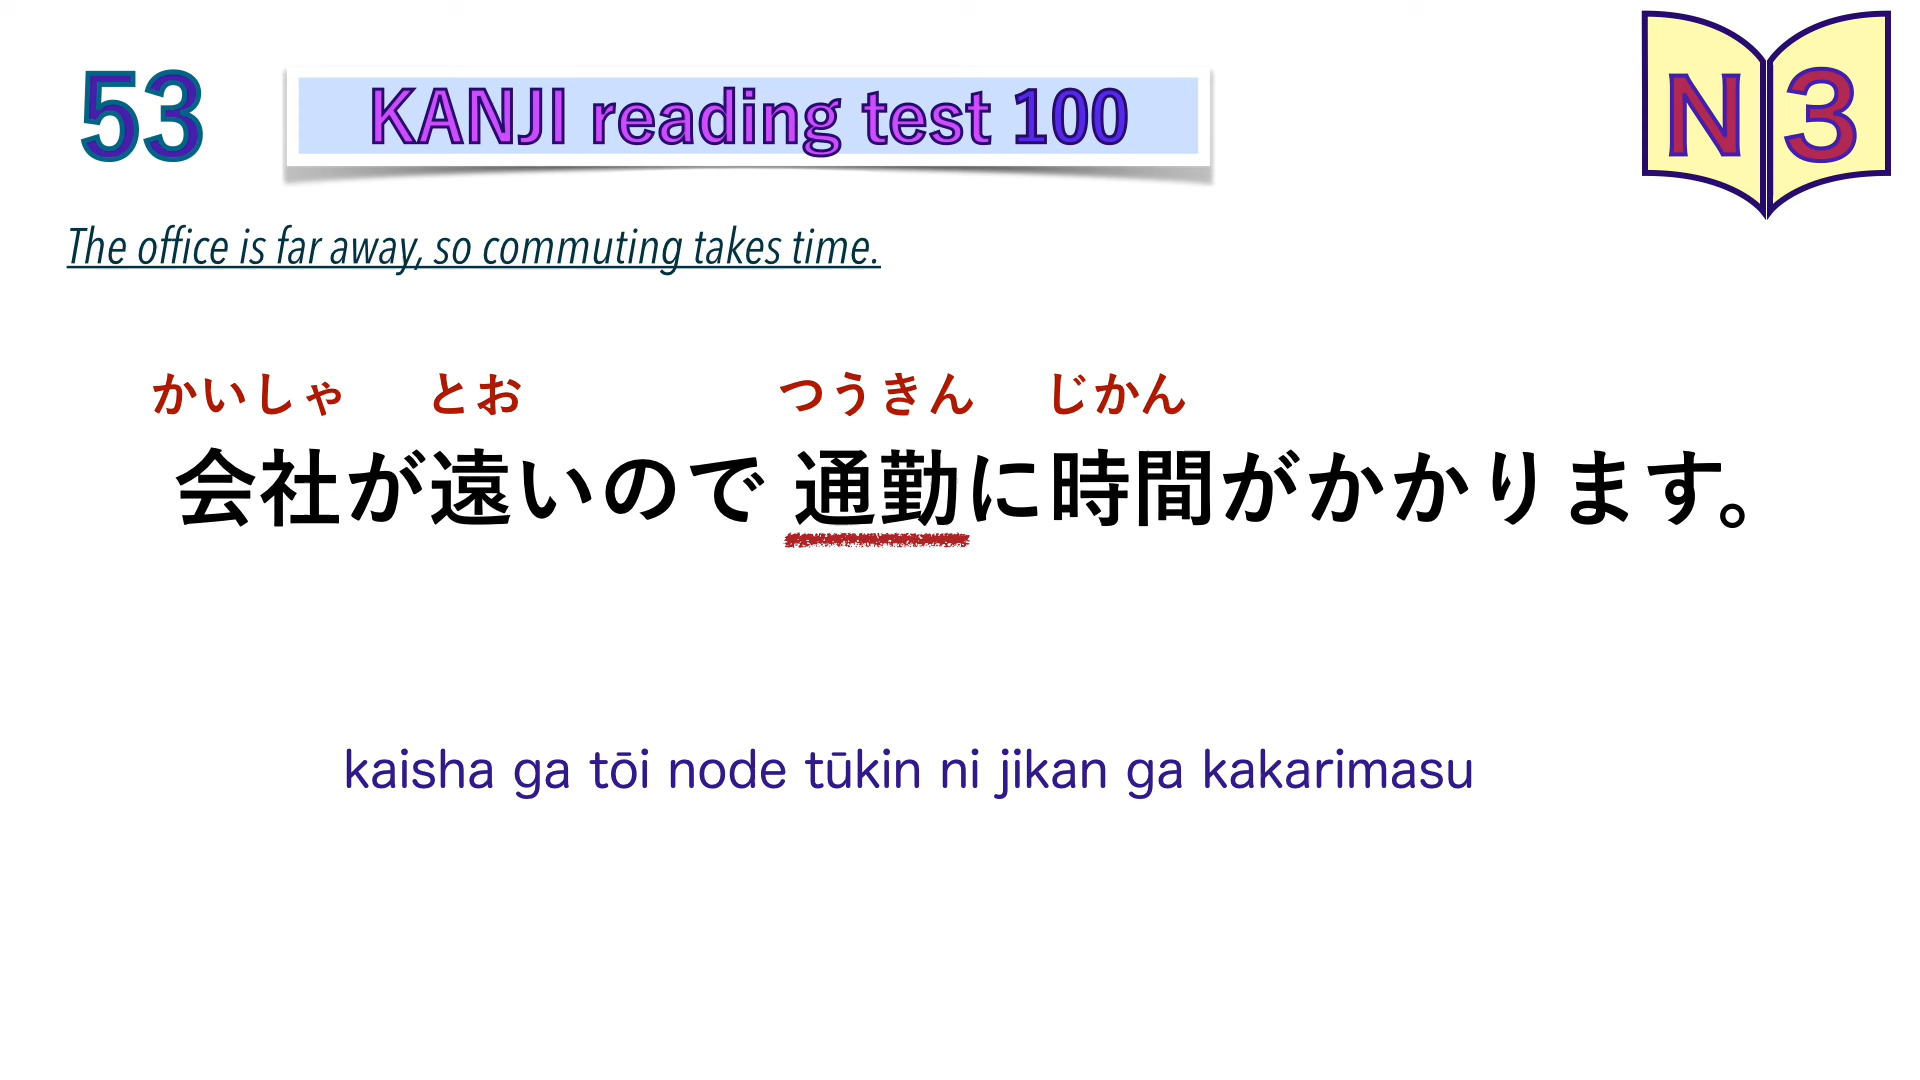 53
KANJI reading test 100
N3
The office is far away, so commuting takes time.
かいしゃ とお つうきん じかん
会社が遠いので 通勤に時間がかかります。
kaisha ga tōi node tūkin ni jikan ga kakarimasu